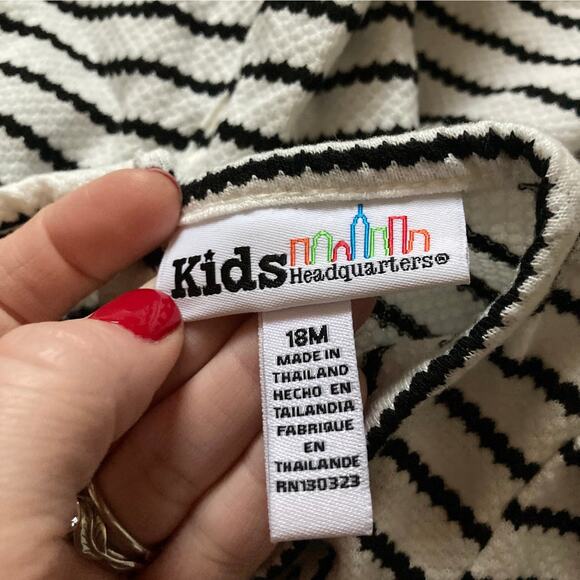 Kids
Headquarters®
18M
MADE IN
THAILAND
HECHO EN
TAILANDIA
FABRIQUE
EN
THAILANDE
RN130323